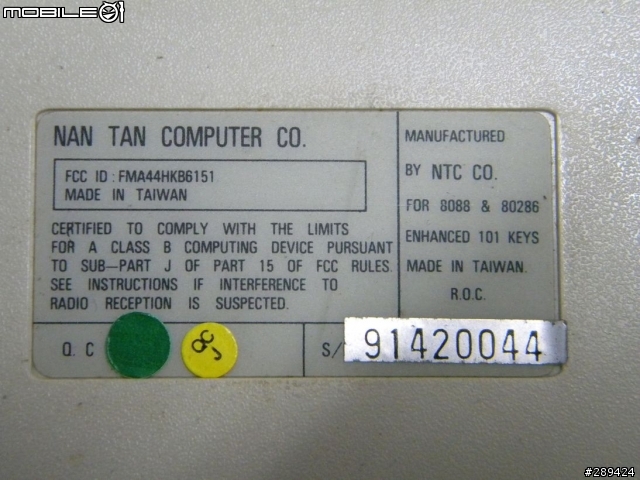 MOBILE01
NAN TAN COMPUTER CO.
FCC ID : FMA44HKB6151
MADE IN TAIWAN
CERTIFIED TO COMPLY WITH THE LIMITS
FOR A CLASS B COMPUTING DEVICE PURSUANT
TO SUB—PART J OF PART 15 OF FCC RULES.
SEE INSTRUCTIONS IF INTERFERENCE TO
RADIO RECEPTION IS SUSPECTED.
MANUFACTURED
BY NTC CO.
FOR 8088 & 80286
ENHANCED 101 KEYS
MADE IN TAIWAN.
R.O.C.
Q. C
QC
S/
91420044
#289424